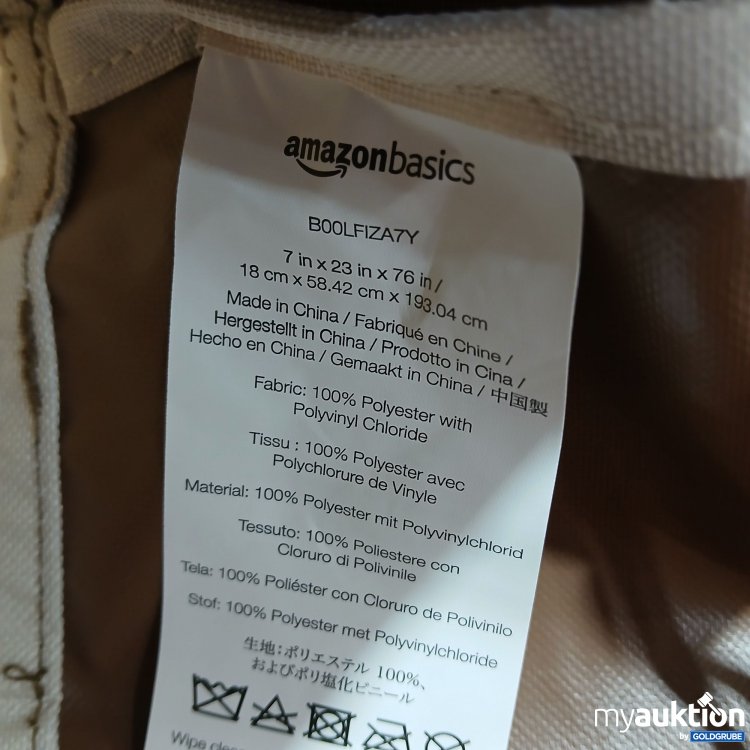 amazonbasics
B00LFIZA7Y
7 in x 23 in x 76 in /
18 cm x 58.42 cm x 193.04 cm
Made in China / Fabriqué en Chine /
Hergestellt in China / Prodotto in Cina /
Hecho en China / Gemaakt in China / 中国製
Fabric: 100% Polyester with
Polyvinyl Chloride
Tissu : 100% Polyester avec
Polychlorure de Vinyle
Material: 100% Polyester mit Polyvinylchlorid
Tessuto: 100% Poliestere con
Cloruro di Polivinile
Tela: 100% Poliéster con Cloruro de Polivinilo
Stof: 100% Polyester met Polyvinylchloride
生地：ポリエステル 100%、
およびポリ塩化ビニール
Wipe
myauktion
by GOLDGRUBE